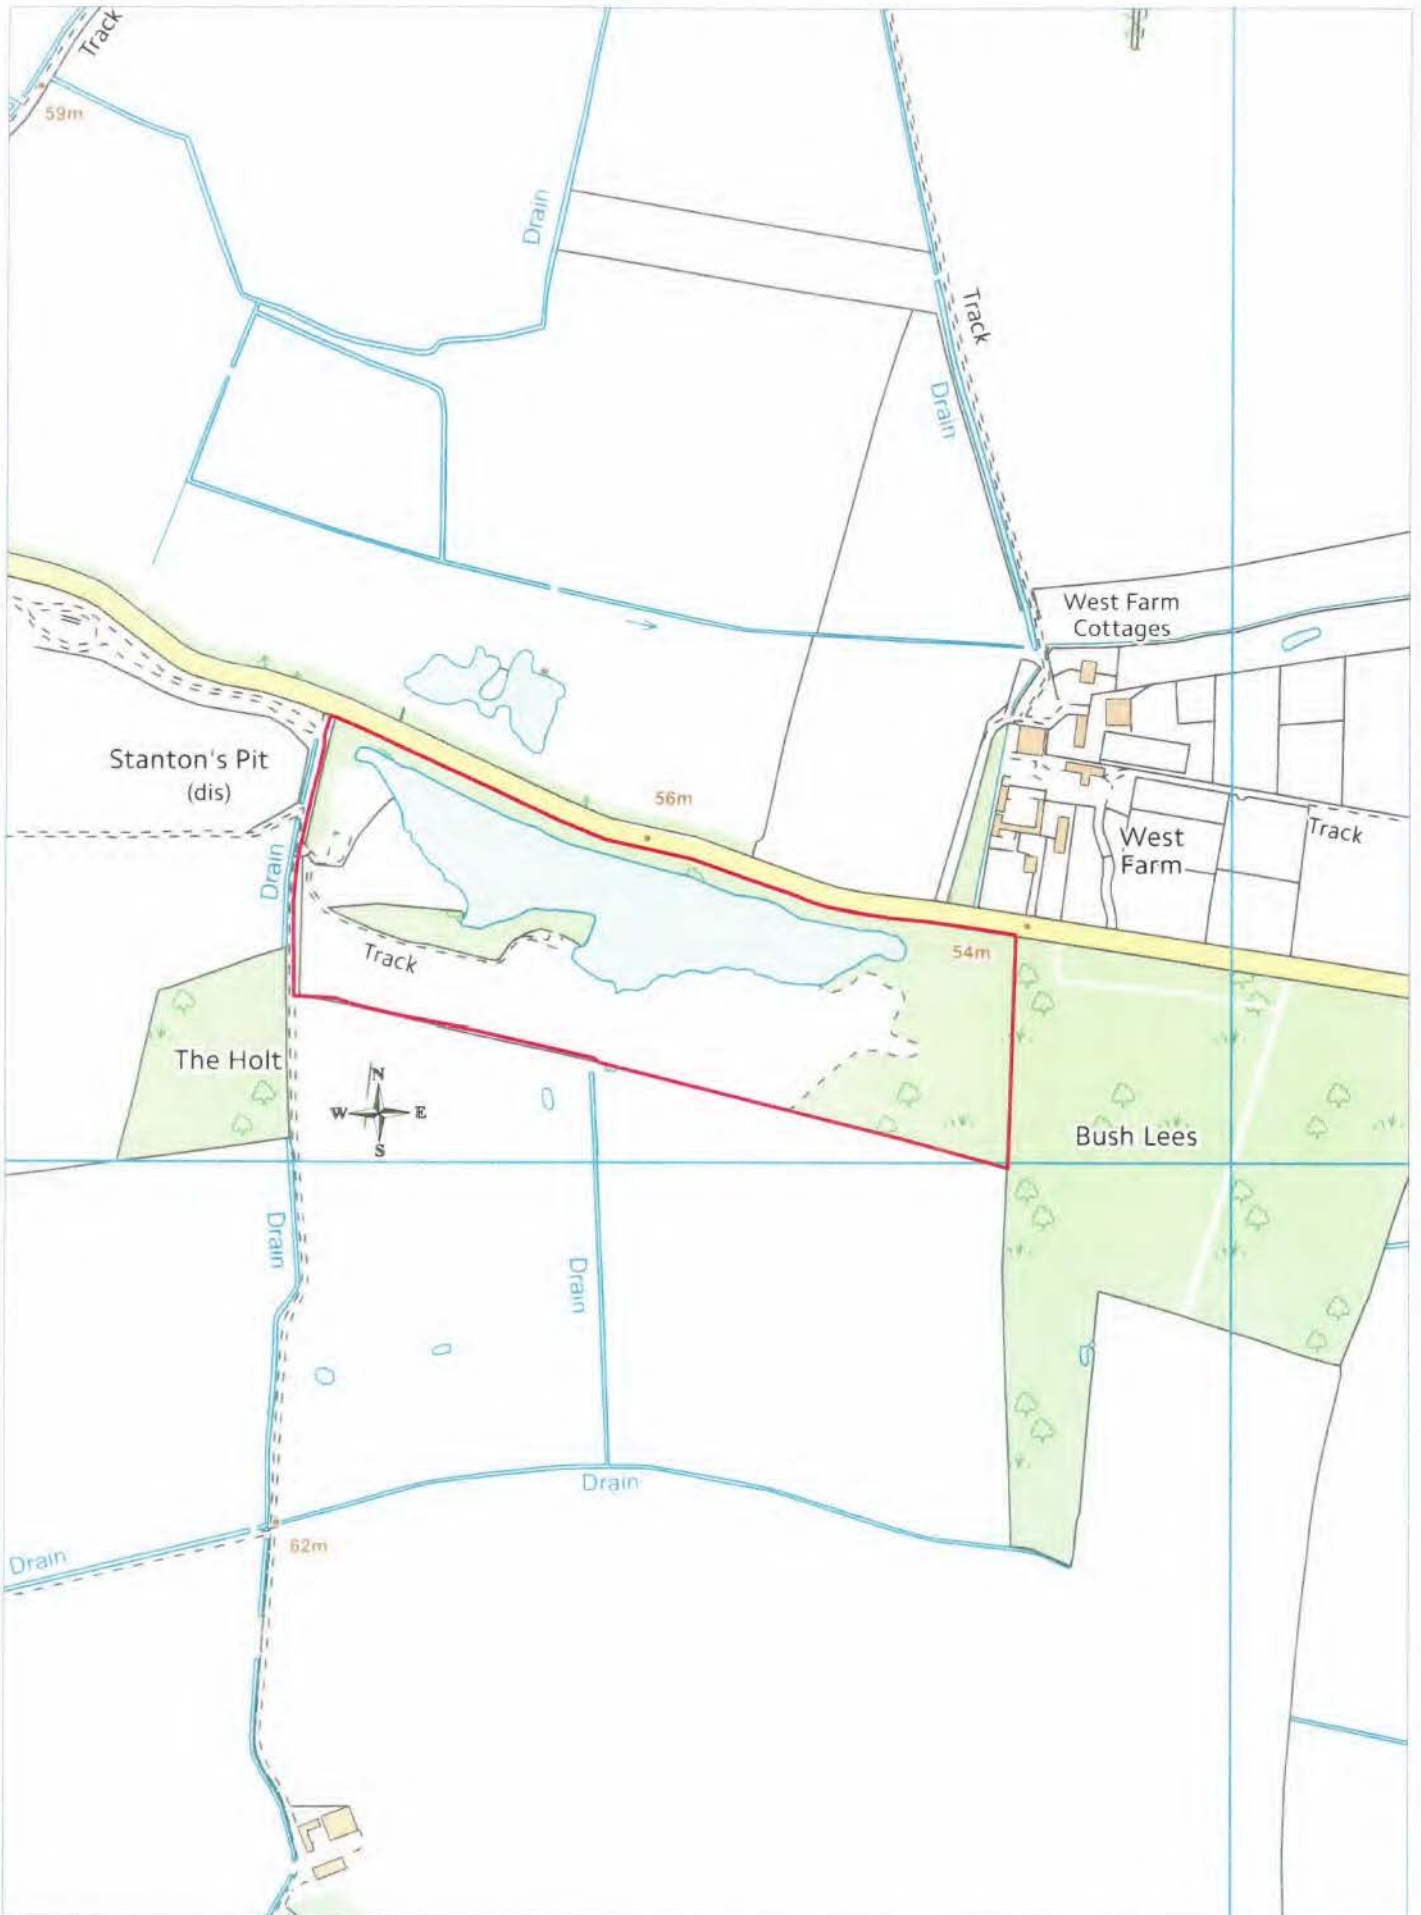 Track
59m
Drain
Track
Drain
West Farm
Cottages
Stanton's Pit
(dis)
56m
West
Farm
Track
Drain
Track
54m
The Holt
N
W E
S
Bush Lees
Drain
Drain
Drain
62m
Drain